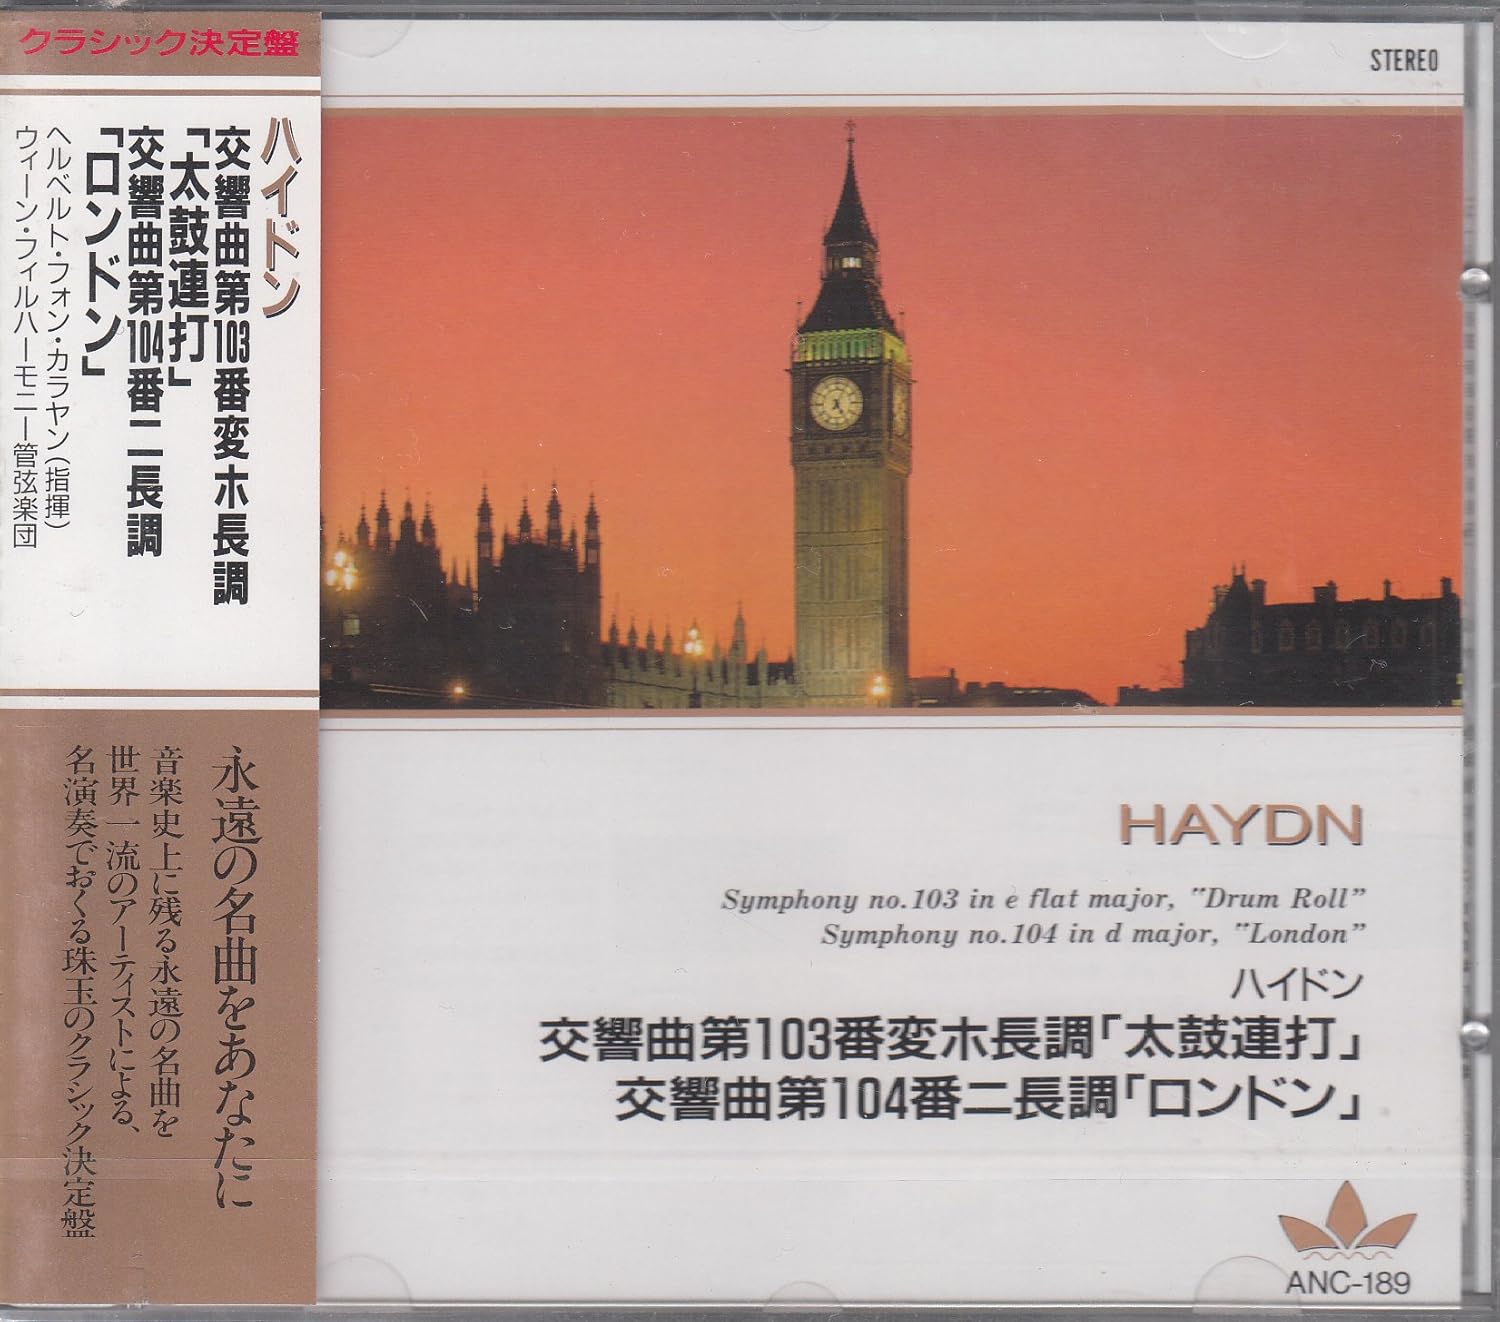 クラシック決定盤
ハイドン
交響曲第103番変ホ長調
「太鼓連打」
交響曲第104番ニ長調
「ロンドン」
ヘルベルト・フォン・カラヤン(指揮)
ウィーン・フィルハーモニー管弦楽団
永遠の名曲をあなたに
音楽史上に残る永遠の名曲を
世界一流のアーティストによる、
名演奏でおくる珠玉のクラシック決定盤
STEREO
HAYDN
Symphony no.103 in e flat major, "Drum Roll"
Symphony no.104 in d major, "London"
ハイドン
交響曲第103番変ホ長調「太鼓連打」
交響曲第104番ニ長調「ロンドン」
ANC-189